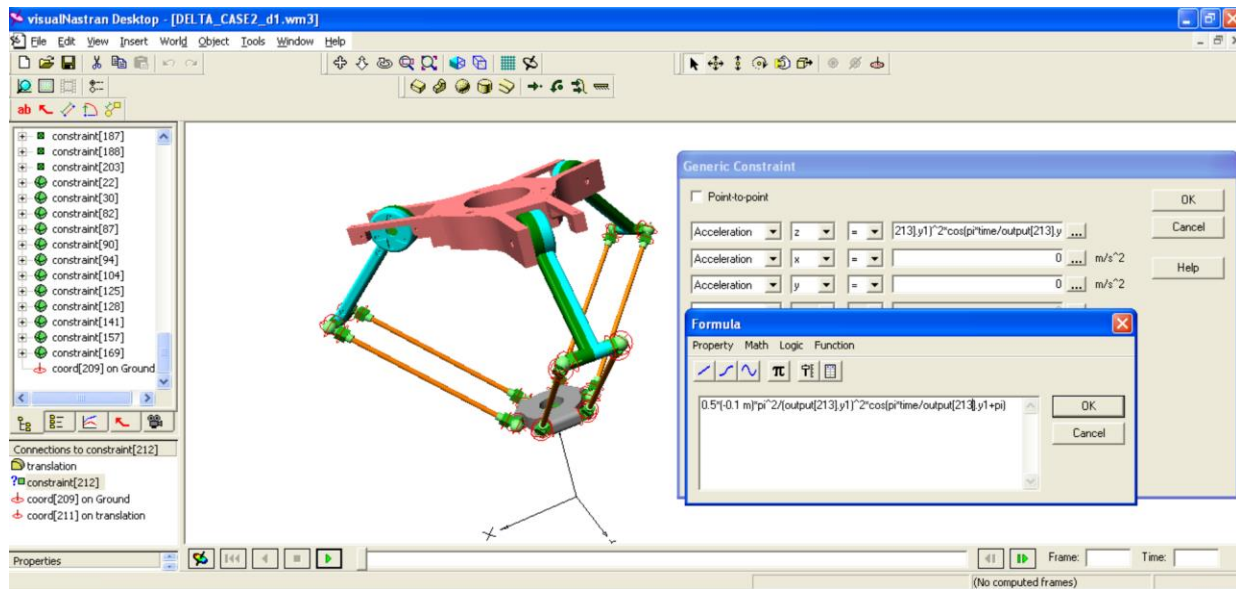 visualNastran Desktop - [DELTA_CASE2_d1.wm3]
File Edit View Insert World Object Tools Window Help
ab
constraint[187]
constraint[188]
constraint[203]
constraint[22]
constraint[30]
constraint[82]
constraint[87]
constraint[90]
constraint[94]
constraint[104]
constraint[125]
constraint[128]
constraint[141]
constraint[157]
constraint[169]
coord[209] on Ground
Connections to constraint[212]
translation
constraint[212]
coord[209] on Ground
coord[211] on translation
Properties
X
Generic Constraint
Point-to-point
OK
Cancel
Help
Acceleration z = 213].y1)^2*cos(pi*time/output[213].y ...
Acceleration x = 0 ... m/s^2
Acceleration y = 0 ... m/s^2
Formula
Property Math Logic Function
π
0.5*(-0.1 m)*pi^2/(output[213].y1)^2*cos(pi*time/output[213].y1+pi)
OK
Cancel
Frame: Time:
(No computed frames)